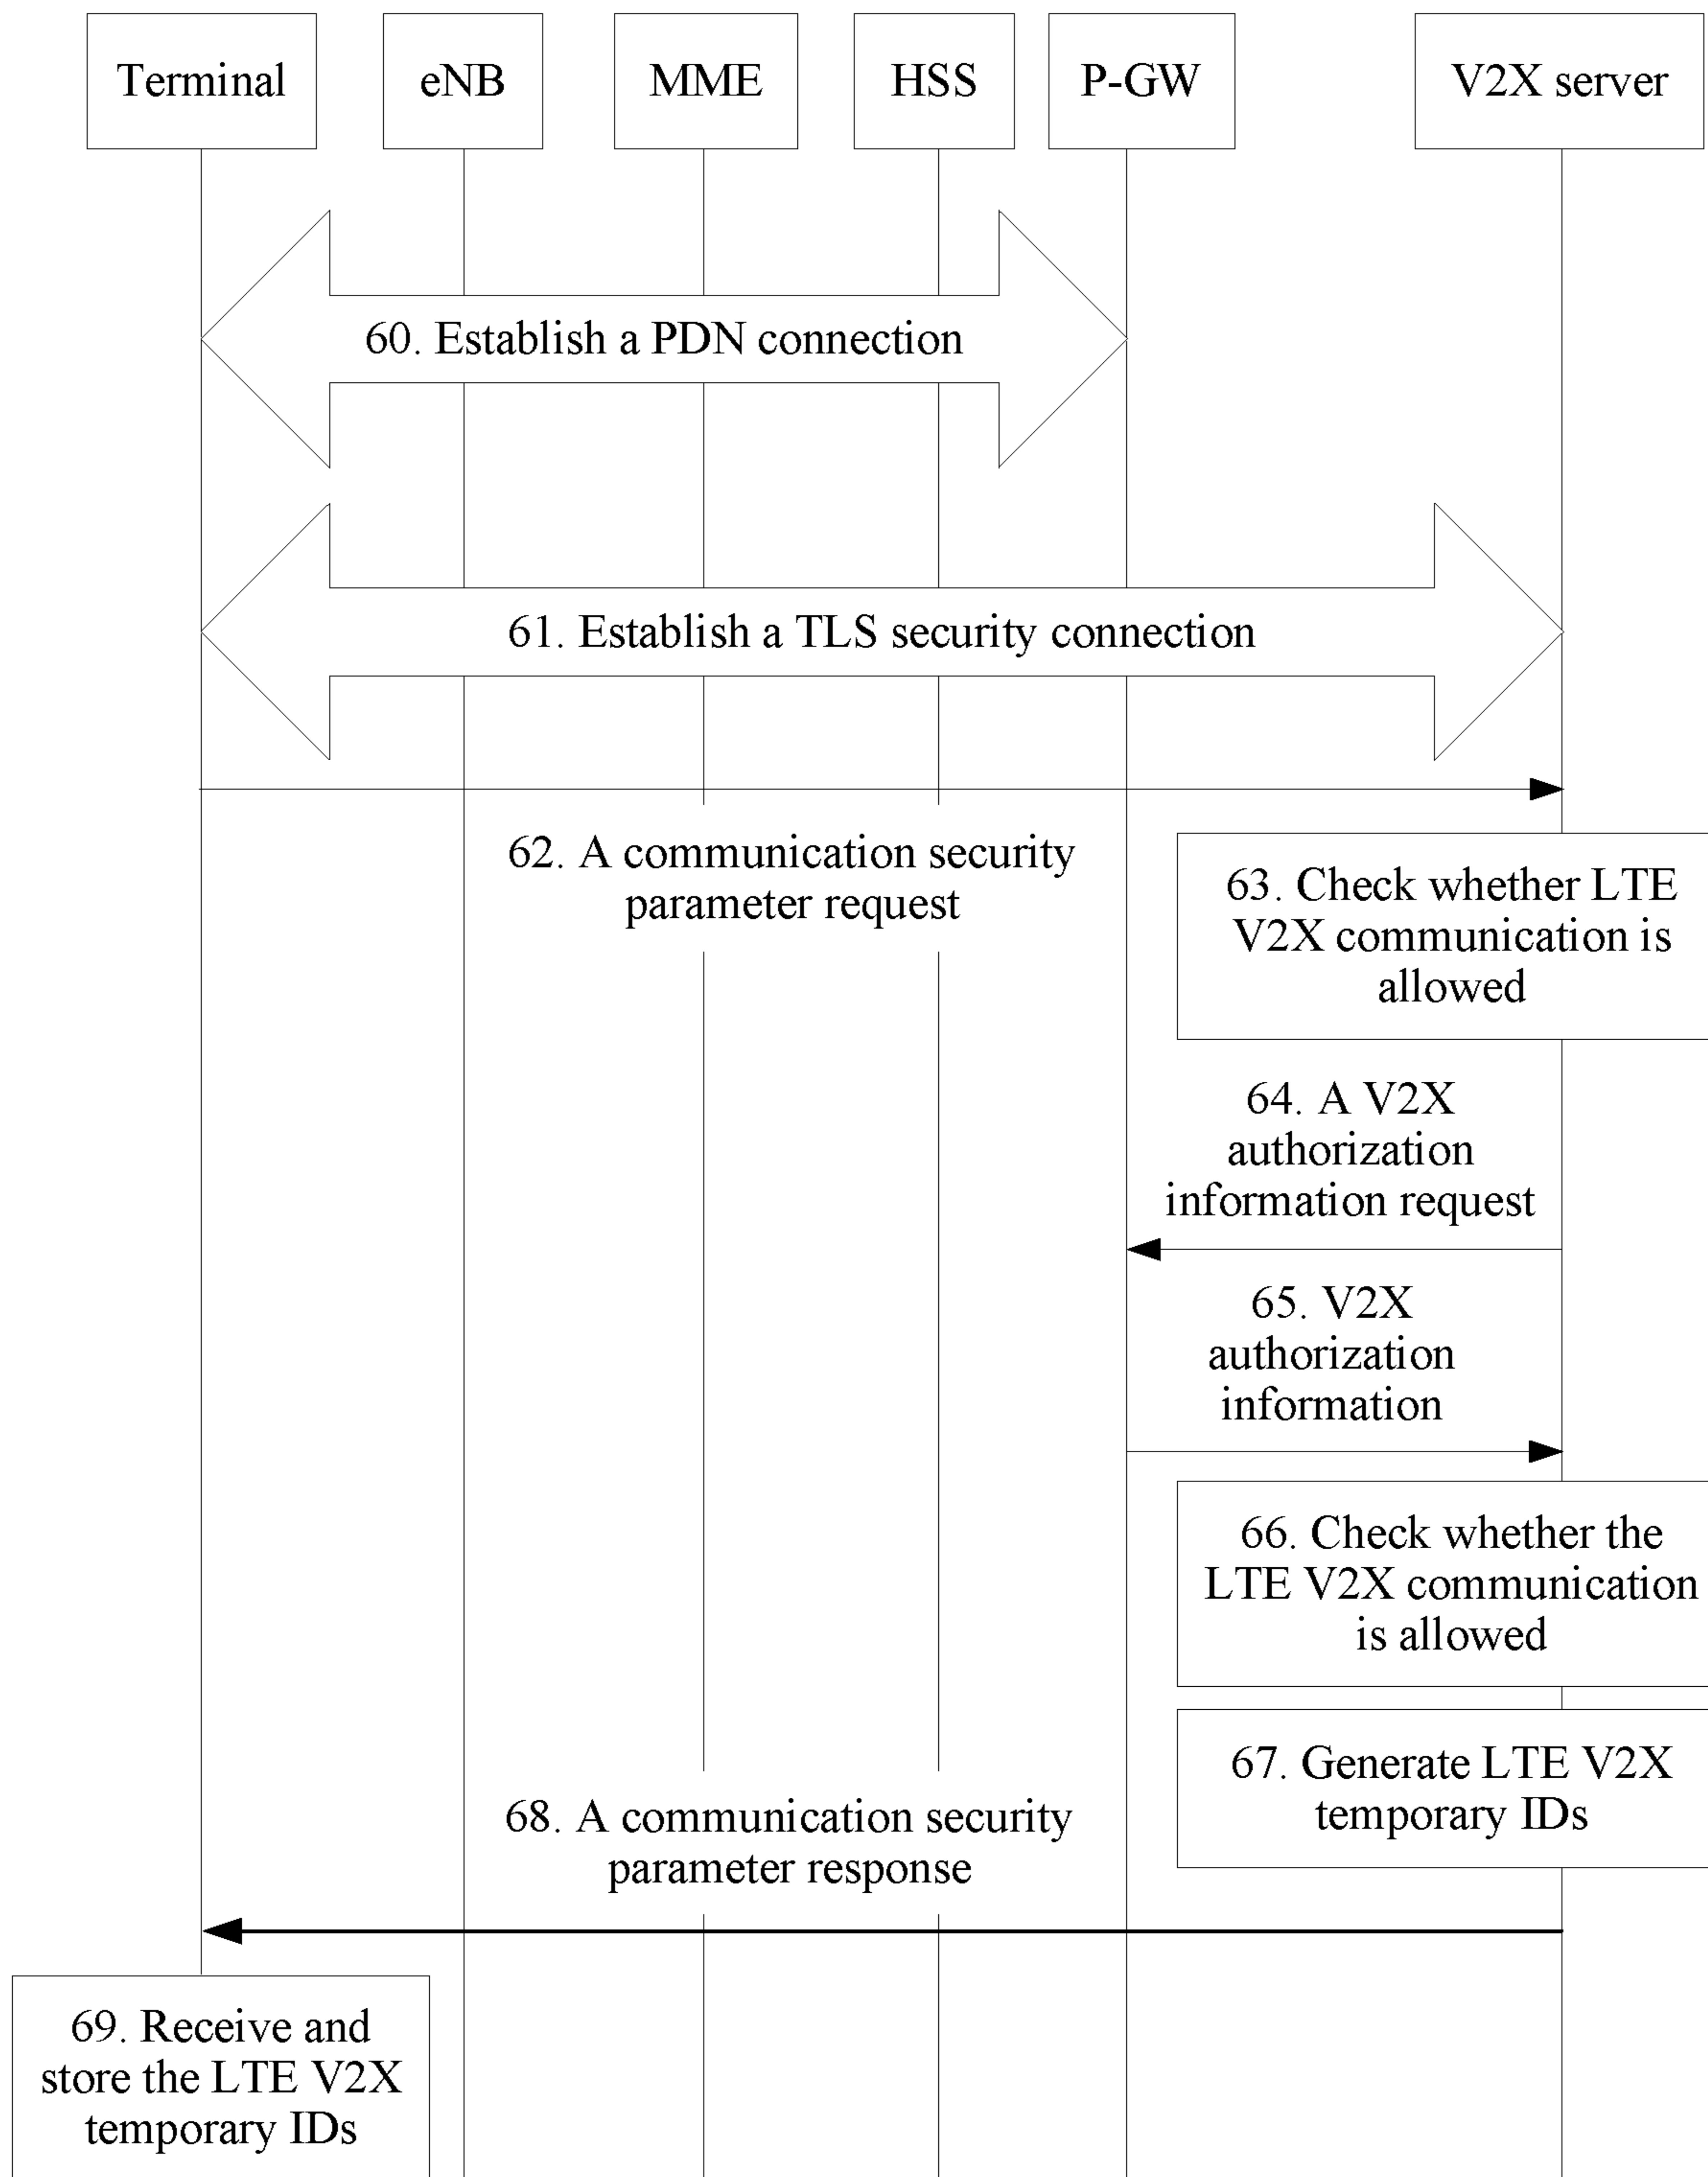 Terminal
eNB
MME
HSS
P-GW
V2X server
60. Establish a PDN connection
61. Establish a TLS security connection
62. A communication security
parameter request
63. Check whether LTE
V2X communication is
allowed
64. A V2X
authorization
information request
65. V2X
authorization
information
66. Check whether the
LTE V2X communication
is allowed
67. Generate LTE V2X
temporary IDs
68. A communication security
parameter response
69. Receive and
store the LTE V2X
temporary IDs